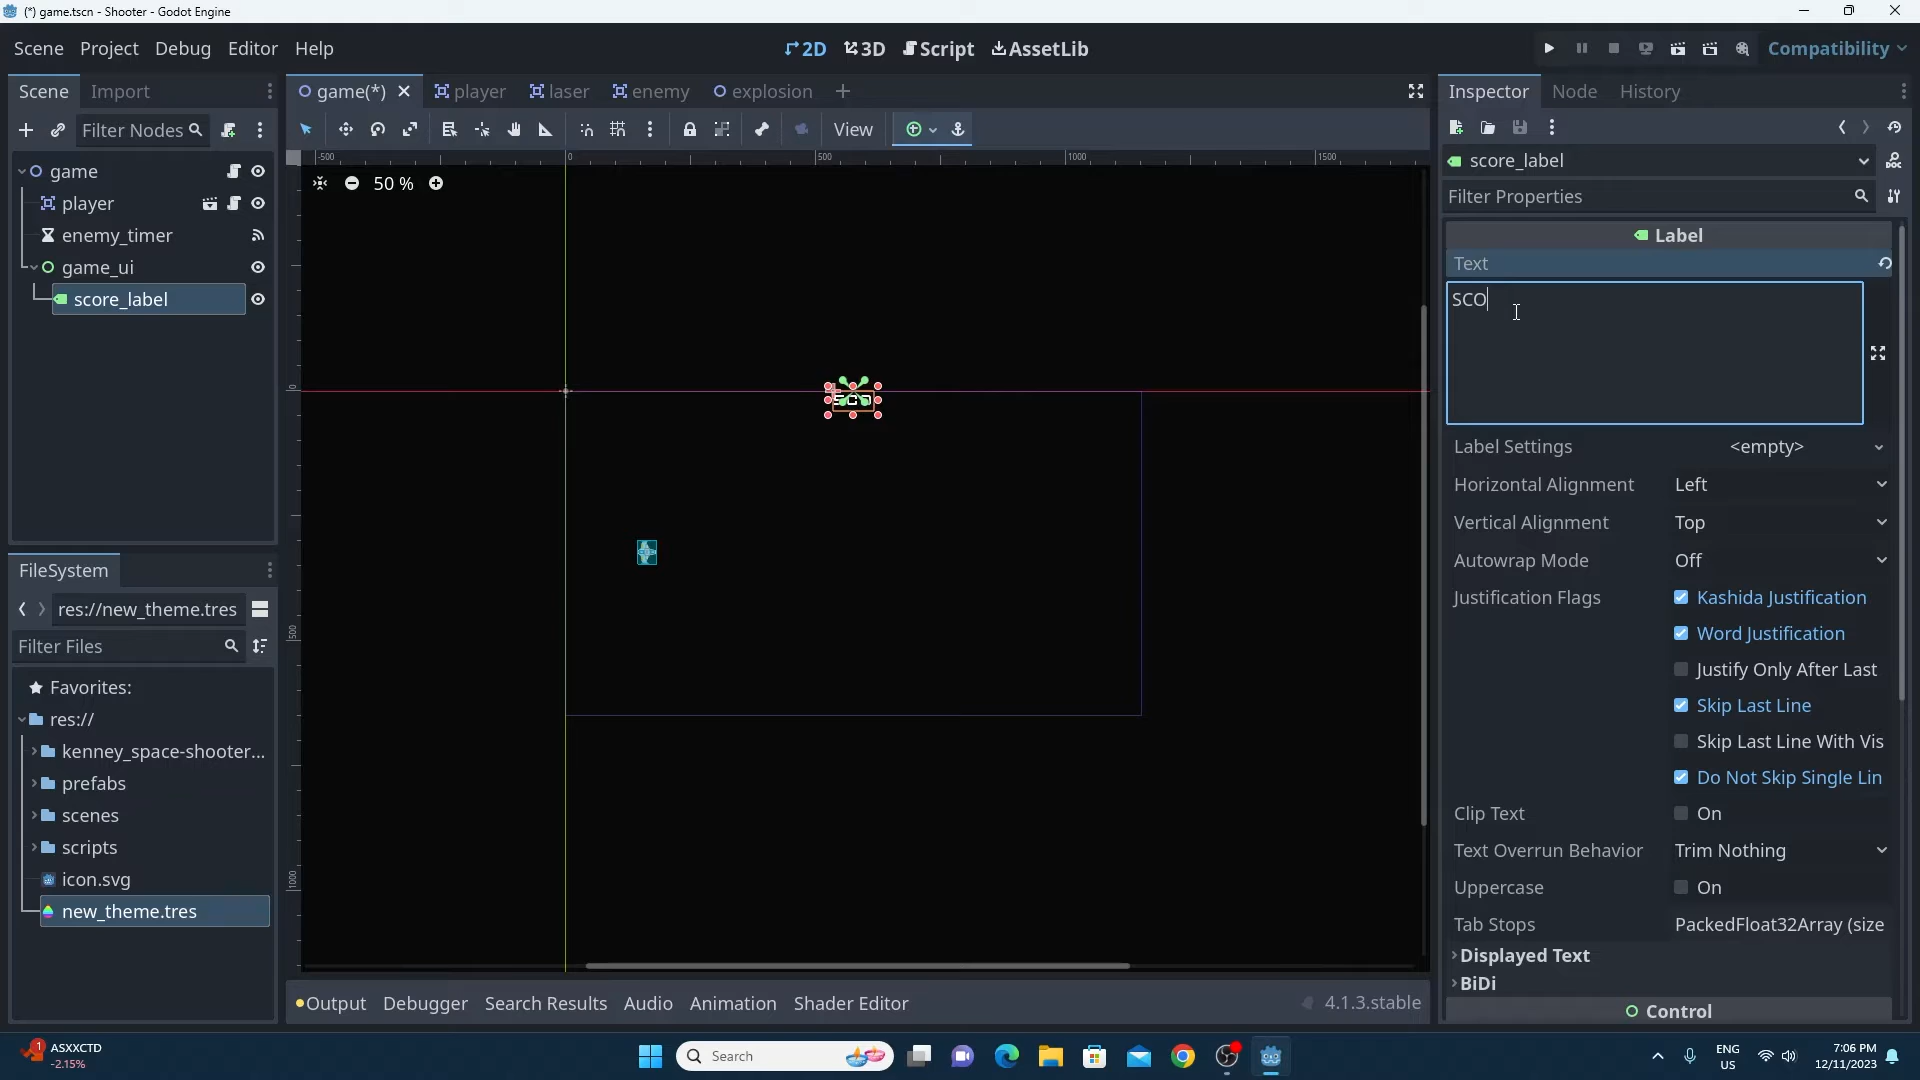 (*) game.tscn - Shooter - Godot Engine
Scene Project Debug Editor Help
2D 3D Script AssetLib
Compatibility
Scene Import
game(*) player laser enemy explosion
Inspector Node History
Filter Nodes
View
game
player
enemy_timer
game_ui
score_label
-500 0 500 1000 1500
50 %
0
500
1000
SCO
score_label
Filter Properties
Label
Text
SCO
Label Settings <empty>
Horizontal Alignment Left
Vertical Alignment Top
Autowrap Mode Off
Justification Flags Kashida Justification
Word Justification
Justify Only After Last
Skip Last Line
Skip Last Line With Vis
Do Not Skip Single Lin
Clip Text On
Text Overrun Behavior Trim Nothing
Uppercase On
Tab Stops PackedFloat32Array (size
Displayed Text
BiDi
Control
FileSystem
res://new_theme.tres
Filter Files
Favorites:
res://
kenney_space-shooter...
prefabs
scenes
scripts
icon.svg
new_theme.tres
Output Debugger Search Results Audio Animation Shader Editor
4.1.3.stable
1
ASXXCTD
-2.15%
Search
ENG
US
7:06 PM
12/11/2023